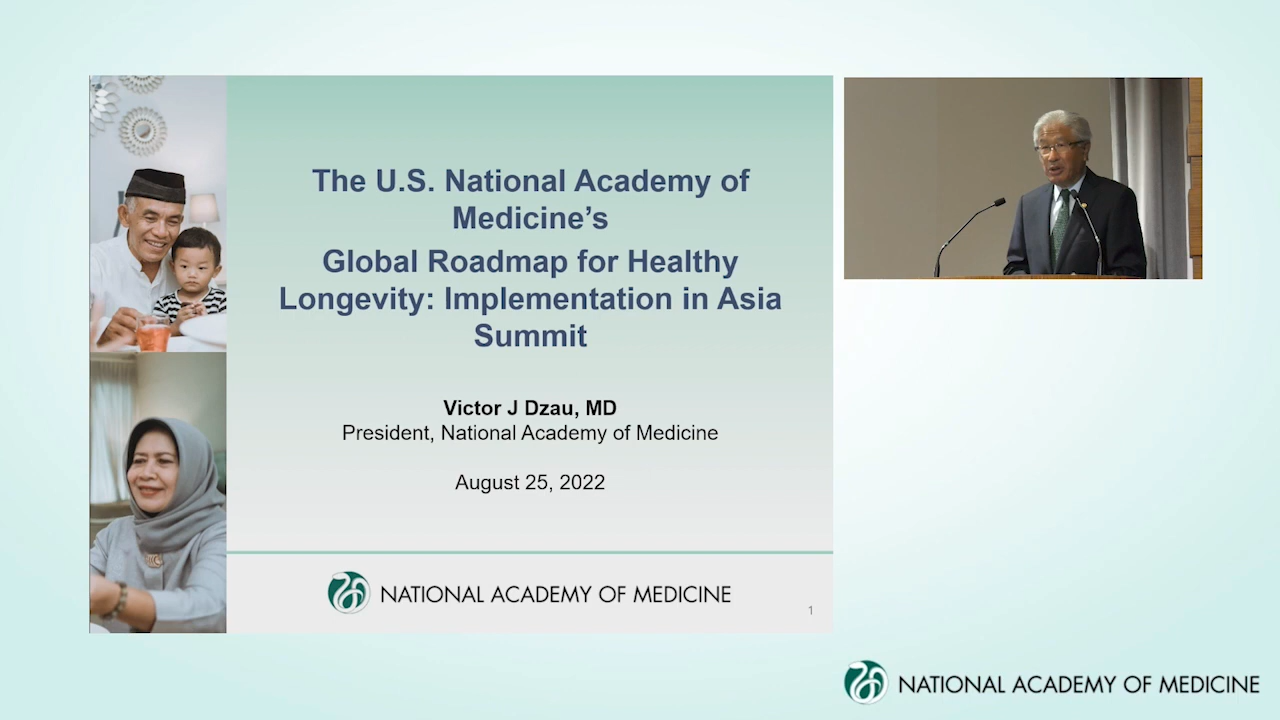 The U.S. National Academy of
Medicine’s
Global Roadmap for Healthy
Longevity: Implementation in Asia
Summit
Victor J Dzau, MD
President, National Academy of Medicine
August 25, 2022
NATIONAL ACADEMY OF MEDICINE
1
NATIONAL ACADEMY OF MEDICINE